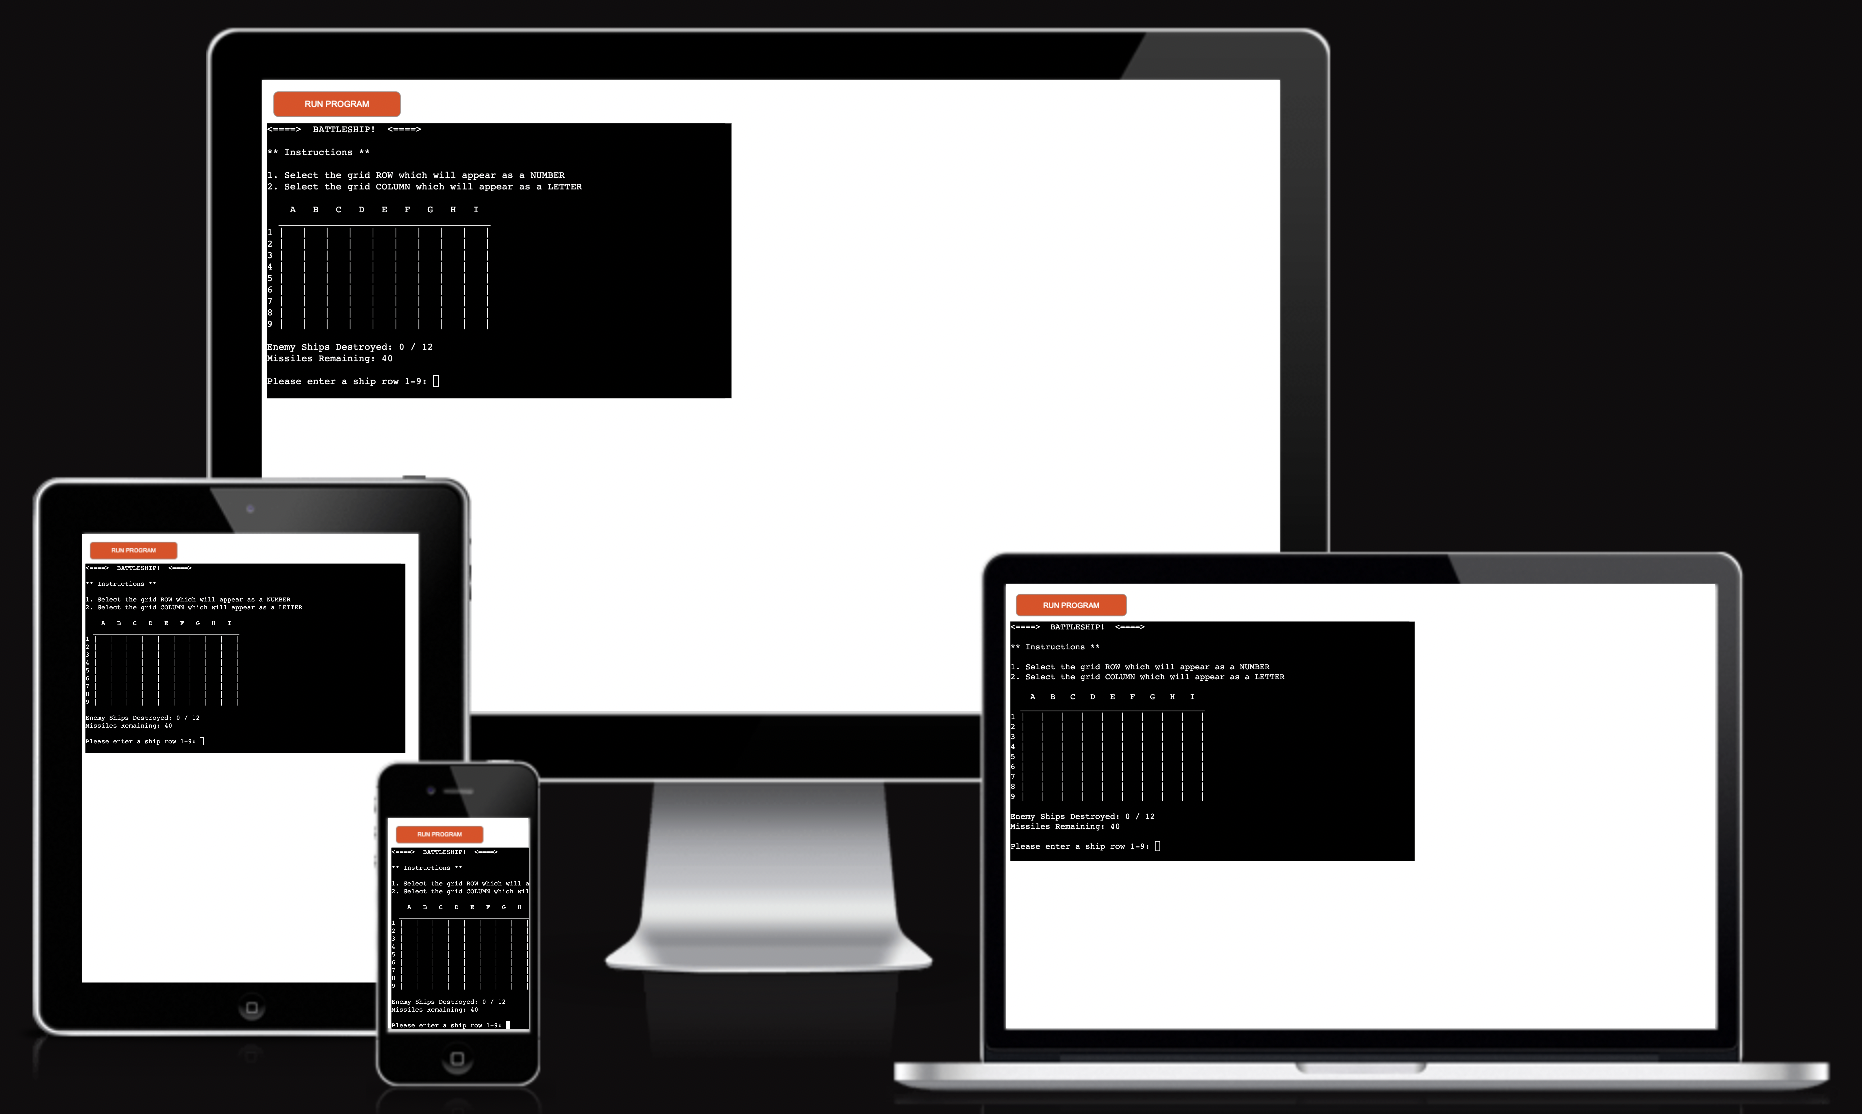 RUN PROGRAM
<====>  BATTLESHIP!  <====>
** Instructions **
1. Select the grid ROW which will appear as a NUMBER
2. Select the grid COLUMN which will appear as a LETTER
A B C D E F G H I
1 | | | | | | | | | |
2 | | | | | | | | | |
3 | | | | | | | | | |
4 | | | | | | | | | |
5 | | | | | | | | | |
6 | | | | | | | | | |
7 | | | | | | | | | |
8 | | | | | | | | | |
9 | | | | | | | | | |
Enemy Ships Destroyed: 0 / 12
Missiles Remaining: 40
Please enter a ship row 1-9:
RUN PROGRAM
<====>  BATTLESHIP!  <====>
** Instructions **
1. Select the grid ROW which will appear as a NUMBER
2. Select the grid COLUMN which will appear as a LETTER
A B C D E F G H I
1
2
3
4
5
6
7
8
9
Enemy Ships Destroyed: 0 / 12
Missiles Remaining: 40
Please enter a ship row 1-9:
RUN PROGRAM
<====>  BATTLESHIP!  <====>
** Instructions **
1. Select the grid ROW which will a
2. Select the grid COLUMN which wil
A B C D E F G H
1
2
3
4
5
6
7
8
9
Enemy Ships Destroyed: 0 / 12
Missiles Remaining: 40
Please enter a ship row 1-9:
RUN PROGRAM
<====>  BATTLESHIP!  <====>
** Instructions **
1. Select the grid ROW which will appear as a NUMBER
2. Select the grid COLUMN which will appear as a LETTER
A B C D E F G H I
1
2
3
4
5
6
7
8
9
Enemy Ships Destroyed: 0 / 12
Missiles Remaining: 40
Please enter a ship row 1-9: